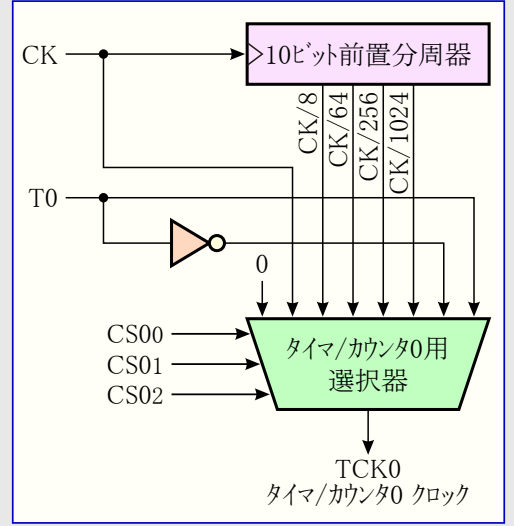 CK
10ビット前置分周器
CK/8
CK/64
CK/256
CK/1024
T0
0
CS00
CS01
CS02
タイマ/カウンタ0用
選択器
TCK0
タイマ/カウンタ0 クロック